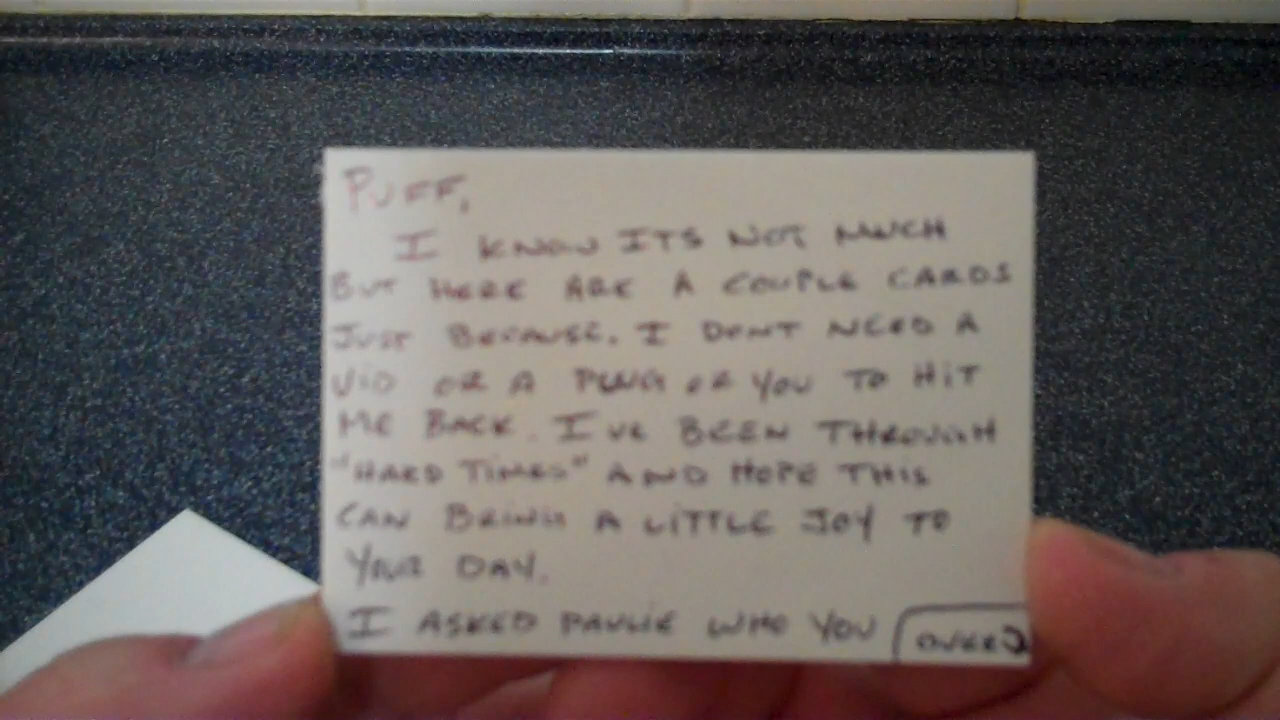 PUFF,
I KNOW ITS NOT MUCH
BUT HERE ARE A COUPLE CARDS
JUST BECAUSE. I DONT NEED A
VID OR A PLUG OR YOU TO HIT
ME BACK. I'VE BEEN THROUGH
"HARD TIMES" AND HOPE THIS
CAN BRING A LITTLE JOY TO
YOUR DAY.
I ASKED PAULIE WHO YOU
OVER